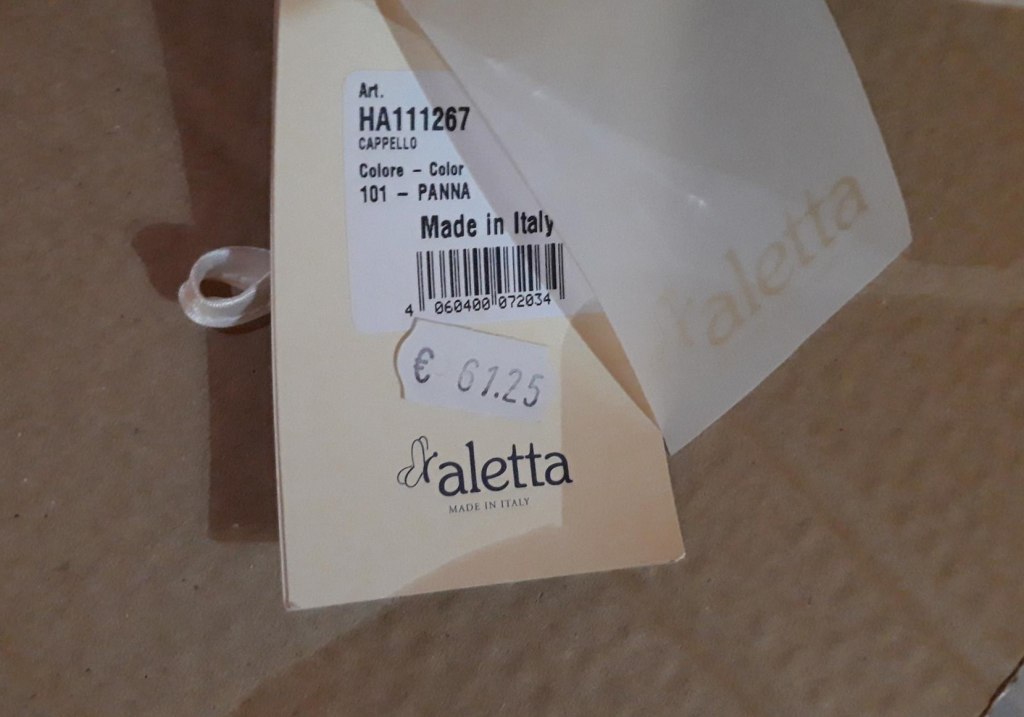 Art.
HA111267
CAPPELLO
Colore - Color
101 - PANNA
Made in Italy
4 060400 072034
€ 61.25
aletta
MADE IN ITALY
aletta